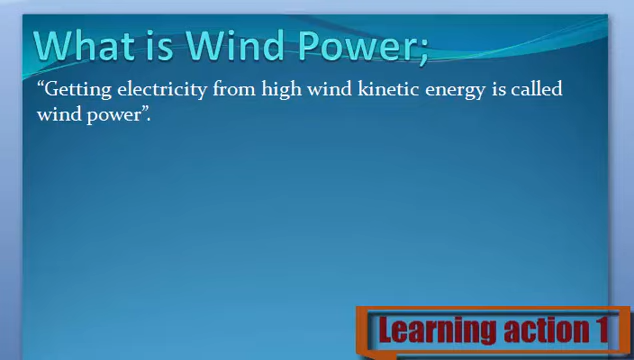 What is Wind Power;
“Getting electricity from high wind kinetic energy is called
wind power”.
Learning action 1